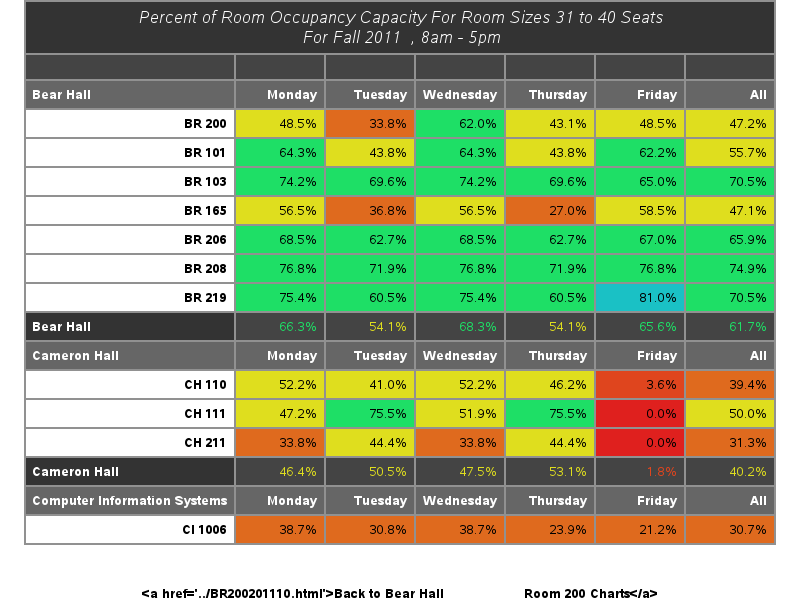 Percent of Room Occupancy Capacity For Room Sizes 31 to 40 Seats
For Fall 2011 , 8am - 5pm
Bear Hall Monday Tuesday Wednesday Thursday Friday All
BR 200 48.5% 33.8% 62.0% 43.1% 48.5% 47.2%
BR 101 64.3% 43.8% 64.3% 43.8% 62.2% 55.7%
BR 103 74.2% 69.6% 74.2% 69.6% 65.0% 70.5%
BR 165 56.5% 36.8% 56.5% 27.0% 58.5% 47.1%
BR 206 68.5% 62.7% 68.5% 62.7% 67.0% 65.9%
BR 208 76.8% 71.9% 76.8% 71.9% 76.8% 74.9%
BR 219 75.4% 60.5% 75.4% 60.5% 81.0% 70.5%
Bear Hall 66.3% 54.1% 68.3% 54.1% 65.6% 61.7%
Cameron Hall Monday Tuesday Wednesday Thursday Friday All
CH 110 52.2% 41.0% 52.2% 46.2% 3.6% 39.4%
CH 111 47.2% 75.5% 51.9% 75.5% 0.0% 50.0%
CH 211 33.8% 44.4% 33.8% 44.4% 0.0% 31.3%
Cameron Hall 46.4% 50.5% 47.5% 53.1% 1.8% 40.2%
Computer Information Systems Monday Tuesday Wednesday Thursday Friday All
CI 1006 38.7% 30.8% 38.7% 23.9% 21.2% 30.7%
<a href='../BR200201110.html'>Back to Bear Hall Room 200 Charts</a>